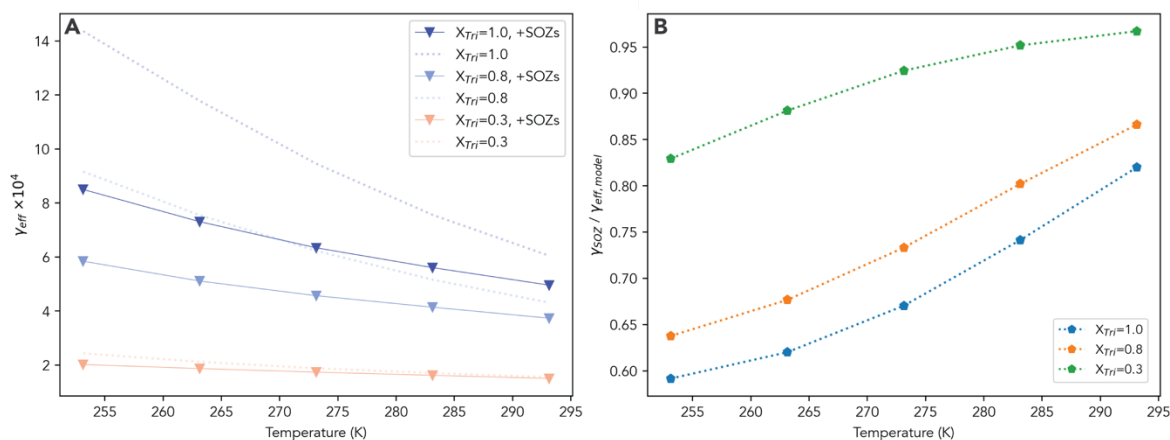 A
X_Tri=1.0, +SOZs
X_Tri=1.0
X_Tri=0.8, +SOZs
X_Tri=0.8
X_Tri=0.3, +SOZs
X_Tri=0.3
14
12
10
8
6
4
2
γ_eff ×10^4
255 260 265 270 275 280 285 290 295
Temperature (K)
B
0.95
0.90
0.85
0.80
0.75
0.70
0.65
0.60
γ_SOZ / γ_eff,model
X_Tri=1.0
X_Tri=0.8
X_Tri=0.3
255 260 265 270 275 280 285 290 295
Temperature (K)